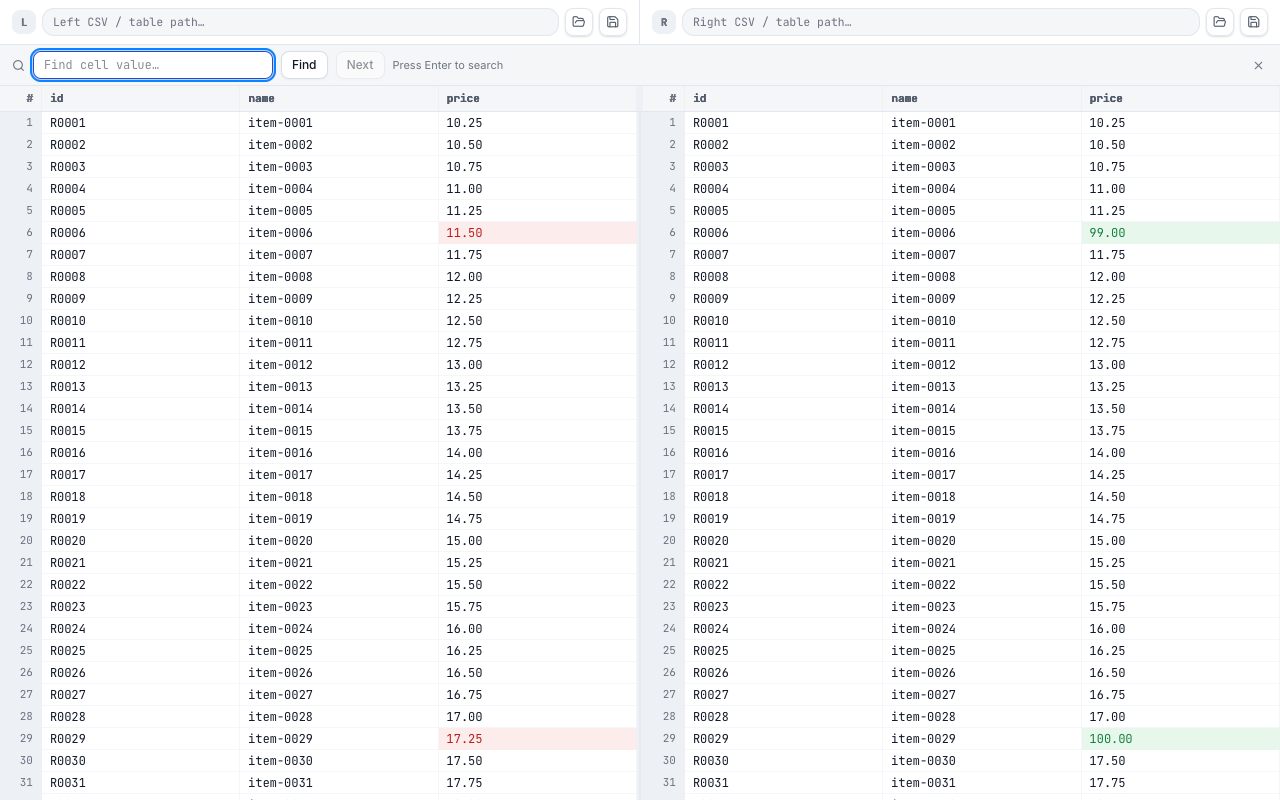 L Left CSV / table path… R Right CSV / table path…
Find cell value… Find Next Press Enter to search
# id name price # id name price
1 R0001 item-0001 10.25 1 R0001 item-0001 10.25
2 R0002 item-0002 10.50 2 R0002 item-0002 10.50
3 R0003 item-0003 10.75 3 R0003 item-0003 10.75
4 R0004 item-0004 11.00 4 R0004 item-0004 11.00
5 R0005 item-0005 11.25 5 R0005 item-0005 11.25
6 R0006 item-0006 11.50 6 R0006 item-0006 99.00
7 R0007 item-0007 11.75 7 R0007 item-0007 11.75
8 R0008 item-0008 12.00 8 R0008 item-0008 12.00
9 R0009 item-0009 12.25 9 R0009 item-0009 12.25
10 R0010 item-0010 12.50 10 R0010 item-0010 12.50
11 R0011 item-0011 12.75 11 R0011 item-0011 12.75
12 R0012 item-0012 13.00 12 R0012 item-0012 13.00
13 R0013 item-0013 13.25 13 R0013 item-0013 13.25
14 R0014 item-0014 13.50 14 R0014 item-0014 13.50
15 R0015 item-0015 13.75 15 R0015 item-0015 13.75
16 R0016 item-0016 14.00 16 R0016 item-0016 14.00
17 R0017 item-0017 14.25 17 R0017 item-0017 14.25
18 R0018 item-0018 14.50 18 R0018 item-0018 14.50
19 R0019 item-0019 14.75 19 R0019 item-0019 14.75
20 R0020 item-0020 15.00 20 R0020 item-0020 15.00
21 R0021 item-0021 15.25 21 R0021 item-0021 15.25
22 R0022 item-0022 15.50 22 R0022 item-0022 15.50
23 R0023 item-0023 15.75 23 R0023 item-0023 15.75
24 R0024 item-0024 16.00 24 R0024 item-0024 16.00
25 R0025 item-0025 16.25 25 R0025 item-0025 16.25
26 R0026 item-0026 16.50 26 R0026 item-0026 16.50
27 R0027 item-0027 16.75 27 R0027 item-0027 16.75
28 R0028 item-0028 17.00 28 R0028 item-0028 17.00
29 R0029 item-0029 17.25 29 R0029 item-0029 100.00
30 R0030 item-0030 17.50 30 R0030 item-0030 17.50
31 R0031 item-0031 17.75 31 R0031 item-0031 17.75